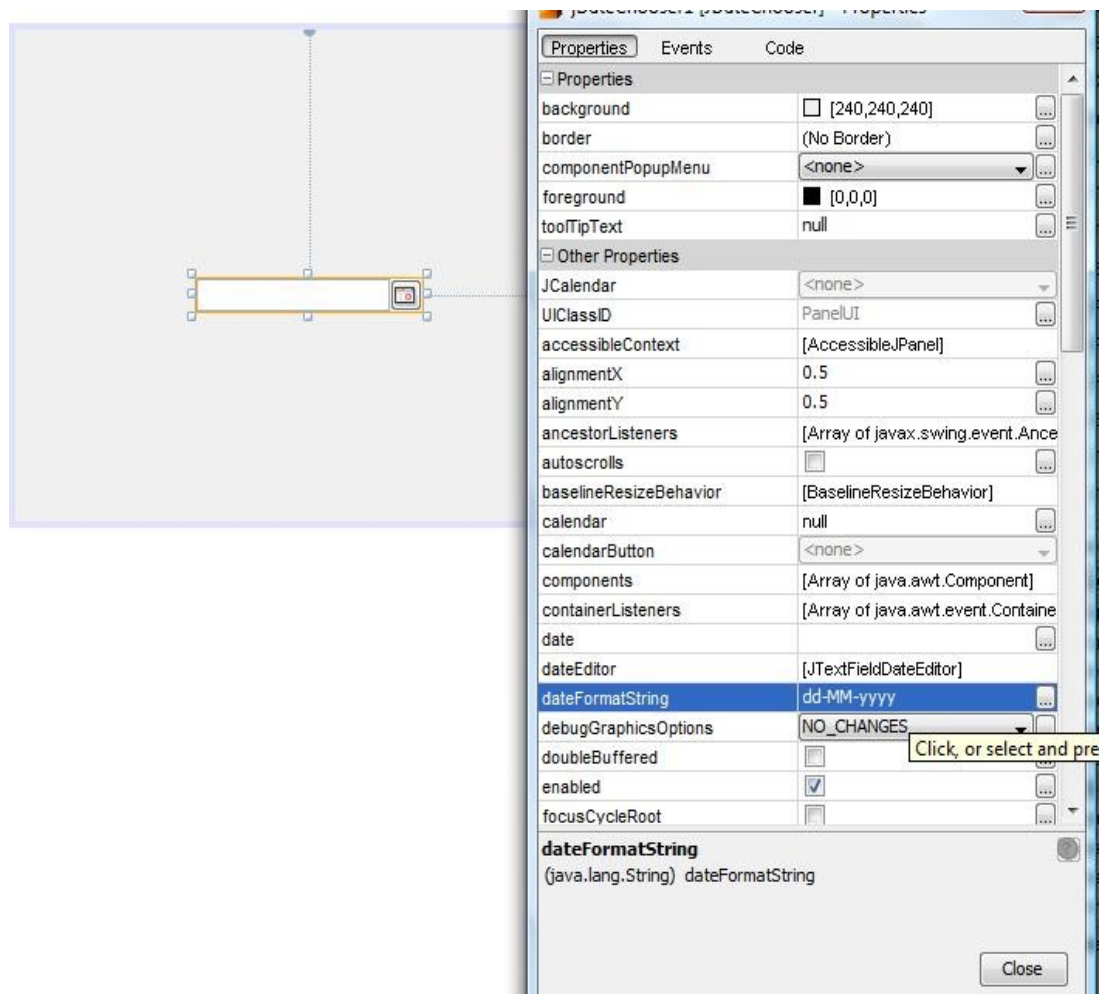 jDateChooser1 [JDateChooser] - Properties
Properties Events Code
Properties
background [240,240,240] ...
border (No Border) ...
componentPopupMenu <none> ...
foreground [0,0,0] ...
toolTipText null ...
Other Properties
JCalendar <none>
UIClassID PanelUI ...
accessibleContext [AccessibleJPanel]
alignmentX 0.5 ...
alignmentY 0.5 ...
ancestorListeners [Array of javax.swing.event.Ance
autoscrolls ...
baselineResizeBehavior [BaselineResizeBehavior]
calendar null ...
calendarButton <none>
components [Array of java.awt.Component]
containerListeners [Array of java.awt.event.Containe
date ...
dateEditor [JTextFieldDateEditor]
dateFormatString dd-MM-yyyy ...
debugGraphicsOptions NO_CHANGES
Click, or select and pre
doubleBuffered ...
enabled ...
focusCycleRoot ...
dateFormatString ?
(java.lang.String) dateFormatString
Close